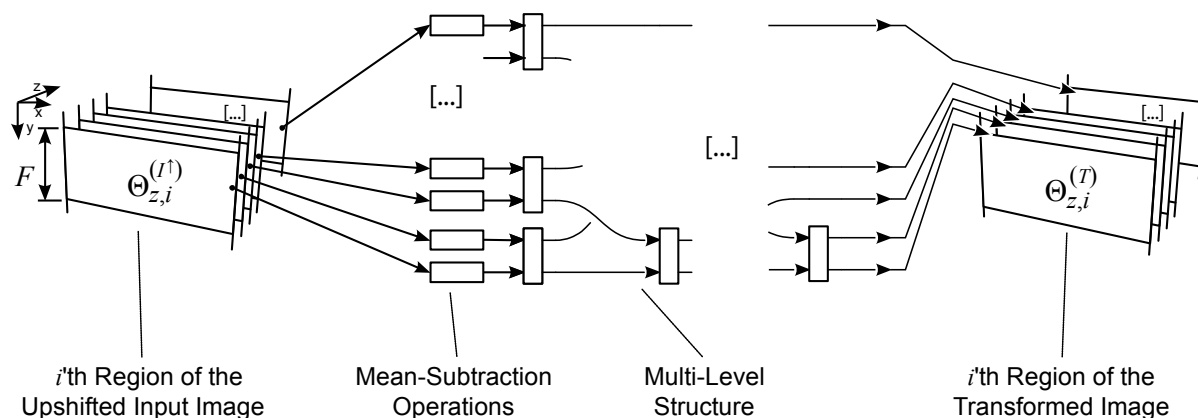 z
x
y
F
[...]
Θ_{z,i}^{(I↑)}
[...]
[...]
[...]
Θ_{z,i}^{(T)}
i'th Region of the
Upshifted Input Image
Mean-Subtraction
Operations
Multi-Level
Structure
i'th Region of the
Transformed Image